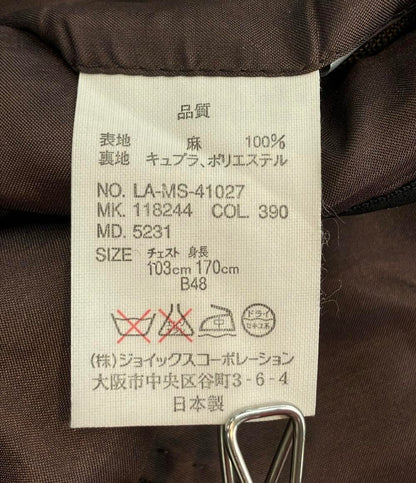 品質
表地 麻 100%
裏地 キュプラ、ポリエステル
NO. LA-MS-41027
MK. 118244 COL. 390
MD. 5231
SIZE チェスト 身長
103cm 170cm
B48
ドライ
セキユ系
(株)ジョイックスコーポレーション
大阪市中央区谷町3-6-4
日本製